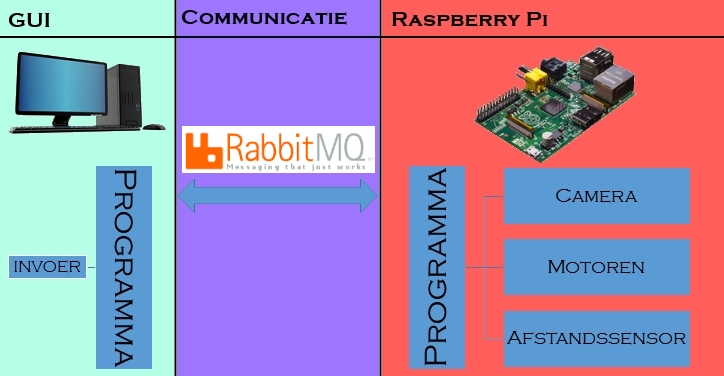 GUI
Communicatie
Raspberry Pi
RabbitMQ
Messaging that just works
Programma
INVOER
Programma
Camera
Motoren
Afstandssensor